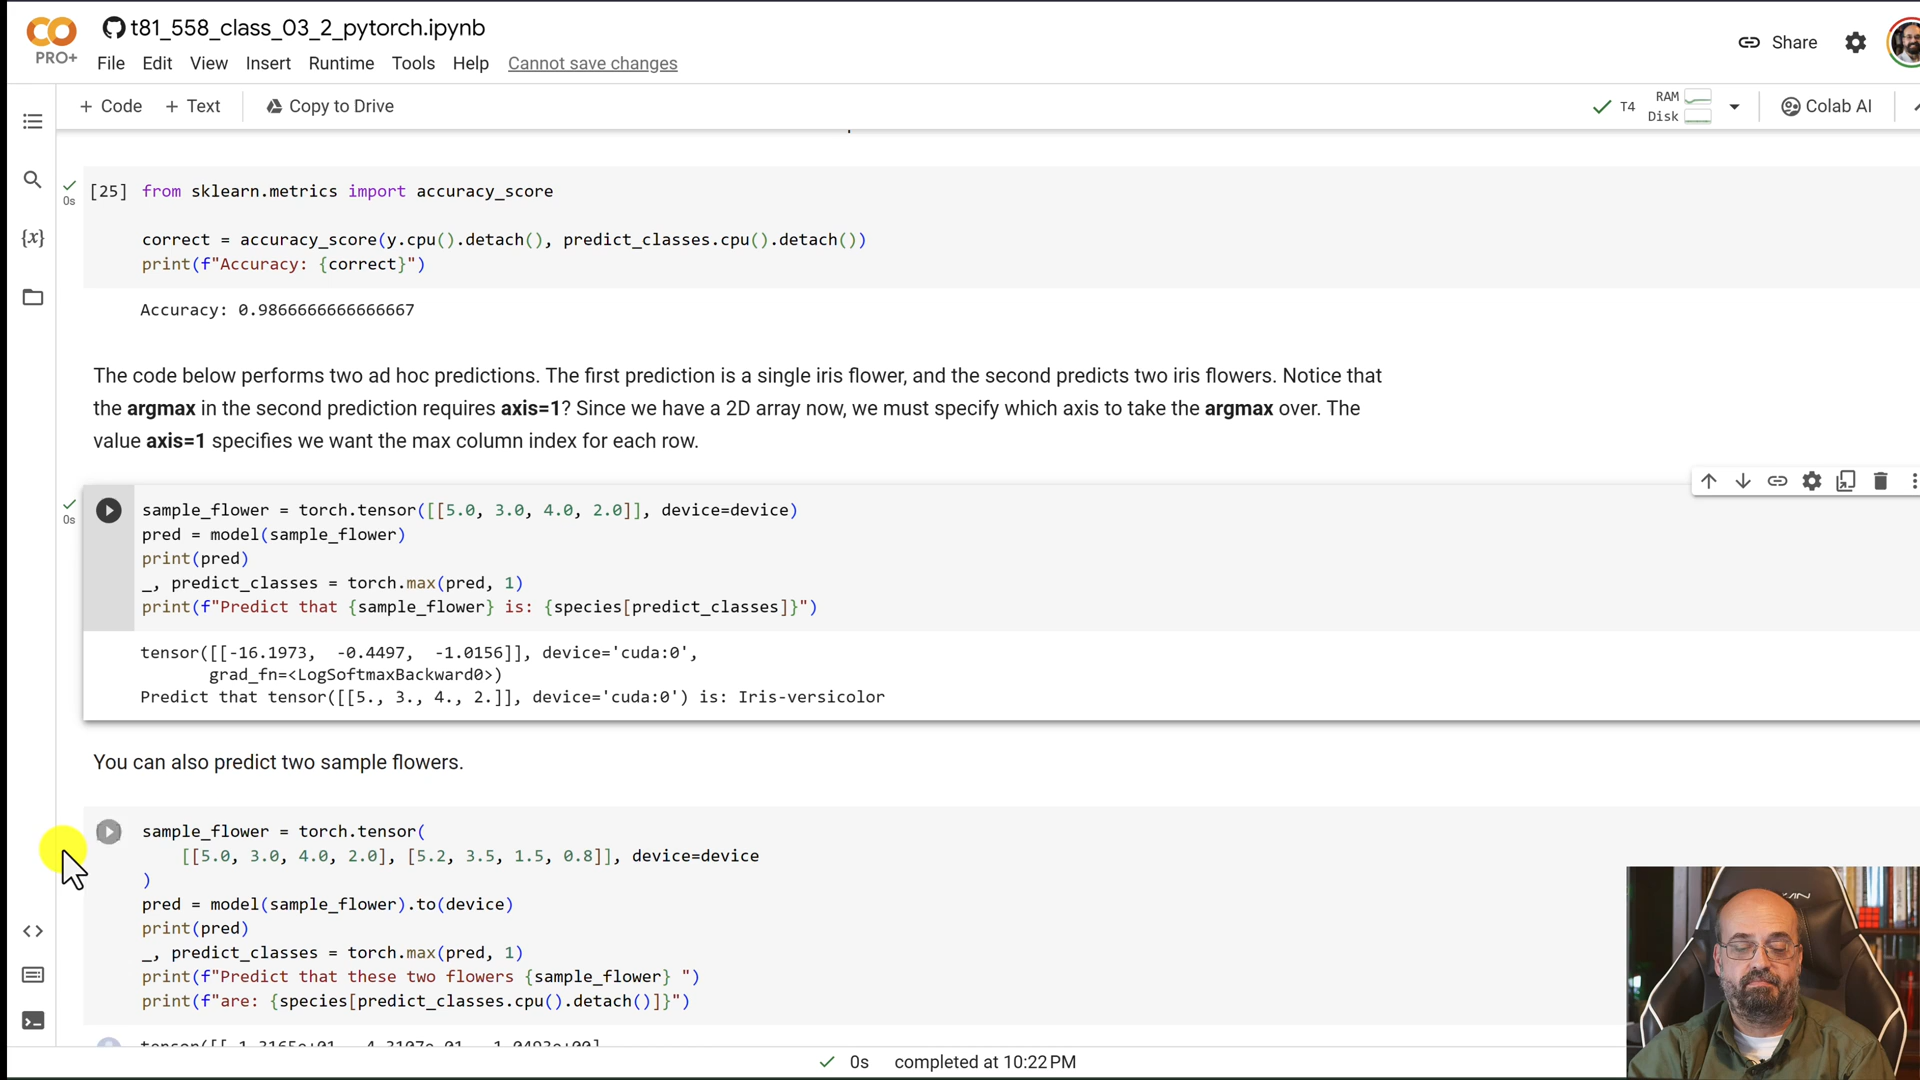 t81_558_class_03_2_pytorch.ipynb
PRO+
File Edit View Insert Runtime Tools Help Cannot save changes
Share
+ Code + Text Copy to Drive
T4 RAM Disk Colab AI
0s
[25] from sklearn.metrics import accuracy_score
correct = accuracy_score(y.cpu().detach(), predict_classes.cpu().detach())
print(f"Accuracy: {correct}")
Accuracy: 0.9866666666666667
The code below performs two ad hoc predictions. The first prediction is a single iris flower, and the second predicts two iris flowers. Notice that
the argmax in the second prediction requires axis=1? Since we have a 2D array now, we must specify which axis to take the argmax over. The
value axis=1 specifies we want the max column index for each row.
0s
sample_flower = torch.tensor([[5.0, 3.0, 4.0, 2.0]], device=device)
pred = model(sample_flower)
print(pred)
_, predict_classes = torch.max(pred, 1)
print(f"Predict that {sample_flower} is: {species[predict_classes]}")
tensor([[-16.1973, -0.4497, -1.0156]], device='cuda:0',
grad_fn=<LogSoftmaxBackward0>)
Predict that tensor([[5., 3., 4., 2.]], device='cuda:0') is: Iris-versicolor
You can also predict two sample flowers.
sample_flower = torch.tensor(
[[5.0, 3.0, 4.0, 2.0], [5.2, 3.5, 1.5, 0.8]], device=device
)
pred = model(sample_flower).to(device)
print(pred)
_, predict_classes = torch.max(pred, 1)
print(f"Predict that these two flowers {sample_flower} ")
print(f"are: {species[predict_classes.cpu().detach()]}")
0s completed at 10:22 PM